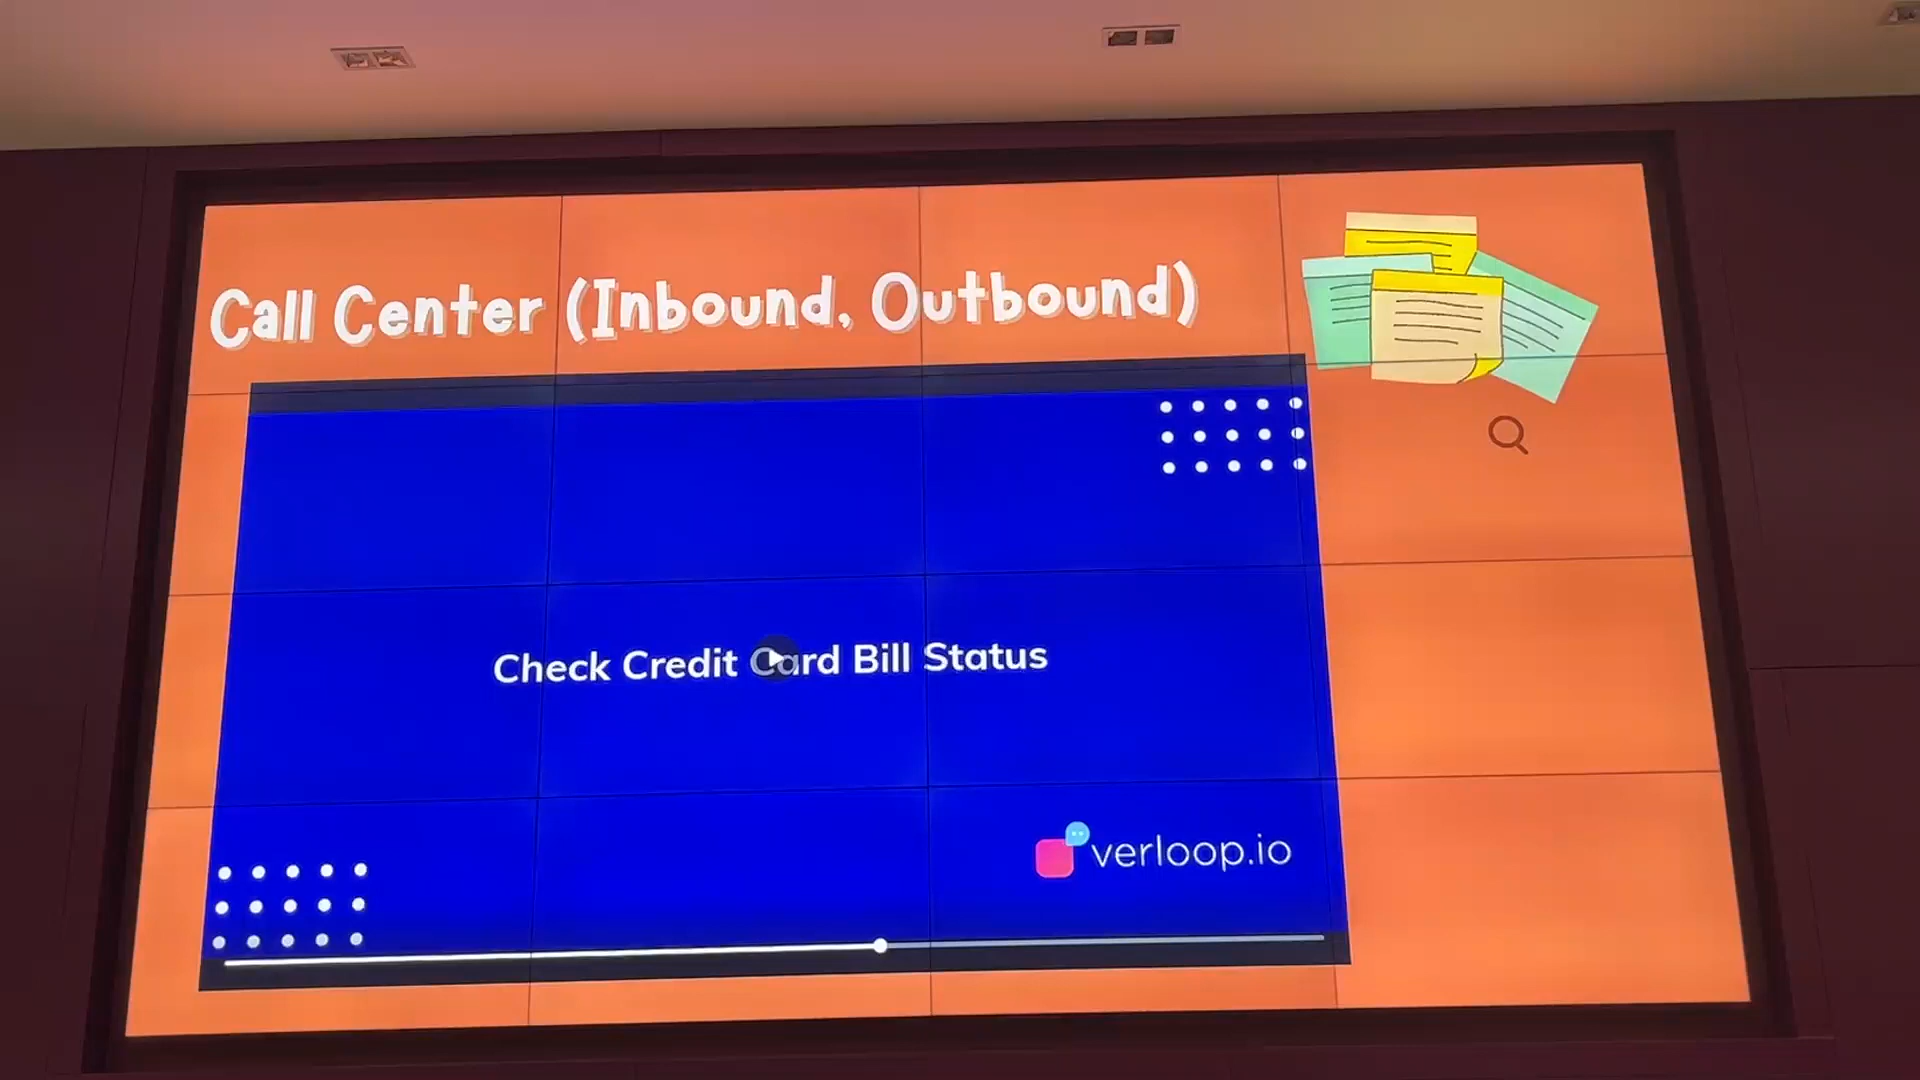 Call Center (Inbound, Outbound)
Check Credit Card Bill Status
verloop.io